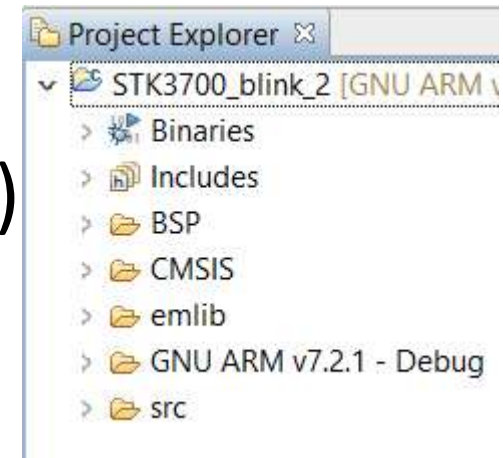 Project Explorer
STK3700_blink_2 [GNU ARM v
Binaries
Includes
)
BSP
CMSIS
emlib
GNU ARM v7.2.1 - Debug
src